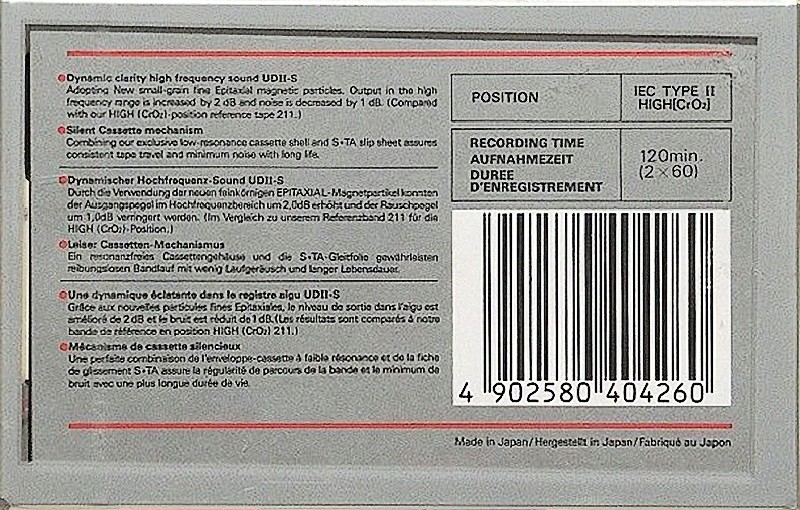 Dynamic clarity high frequency sound UDII-S
Adopting New small-grain fine Epitaxial magnetic particles. Output in the high
frequency range is increased by 2 dB and noise is decreased by 1 dB. (Compared
with our HIGH (CrO₂)-position reference tape 211.)
Silent Cassette mechanism
Combining our exclusive low-resonance cassette shell and S•TA slip sheet assures
consistent tape travel and minimum noise with long life.
Dynamischer Hochfrequenz-Sound UDII-S
Durch die Verwendung der neuen feinkörnigen EPITAXIAL-Magnetpartikel konnten
der Ausgangspegel im Hochfrequenzbereich um 2,0dB erhöht und der Rauschpegel
um 1,0dB verringert werden. (Im Vergleich zu unserem Referenzband 211 für die
HIGH (CrO₂)-Position.)
Leiser Cassetten-Mechanismus
Ein resonanzfreies Cassettengehäuse und die S•TA-Gleitfolie gewährleisten
reibungslosen Bandlauf mit wenig Laufgeräusch und langer Lebensdauer.
Une dynamique éclatante dans le registre aigu UDII-S
Grâce aux nouvelles particules fines Epitaxiales, le niveau de sortie dans l'aigu est
amélioré de 2 dB et le bruit est réduit de 1 dB.(Les résultats sont comparés à notre
bande de référence en position HIGH (CrO₂) 211.)
Mécanisme de cassette silencieux
Une parfaite combinaison de l'enveloppe-cassette à faible résonance et de la fiche
de glissement S•TA assure la régularité de parcours de la bande et le minimum de
bruit avec une plus longue durée de vie.
POSITION
IEC TYPE II
HIGH[CrO₂]
RECORDING TIME
AUFNAHMEZEIT
DUREE
D'ENREGISTREMENT
120min.
(2×60)
4 902580 404260
Made in Japan/Hergestellt in Japan/Fabriqué au Japon